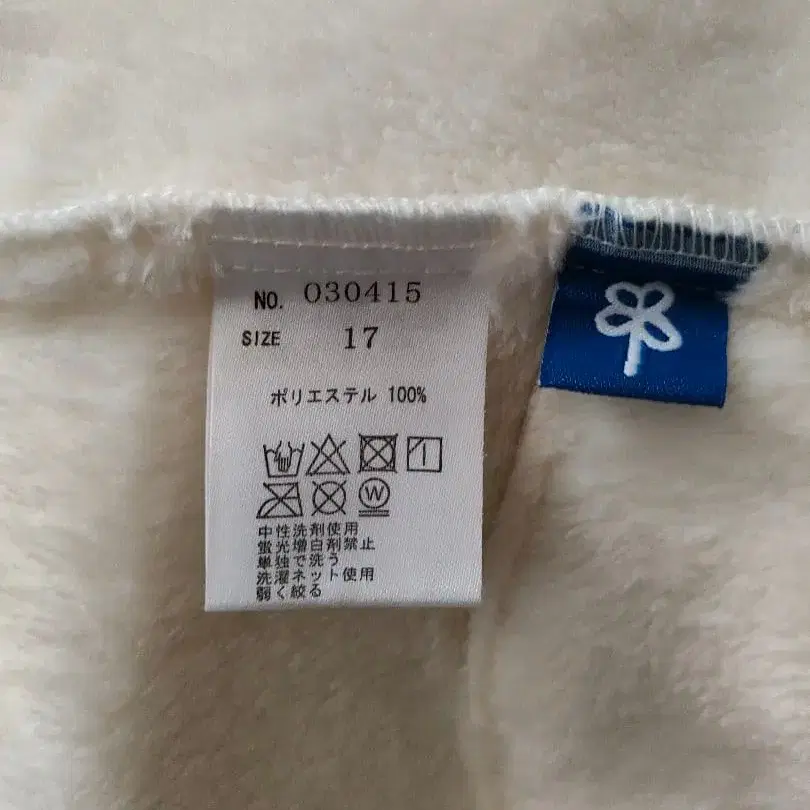 NO. 030415
SIZE 17
ポリエステル 100%
W
中性洗剤使用
蛍光増白剤禁止
単独で洗う
洗濯ネット使用
弱く絞る